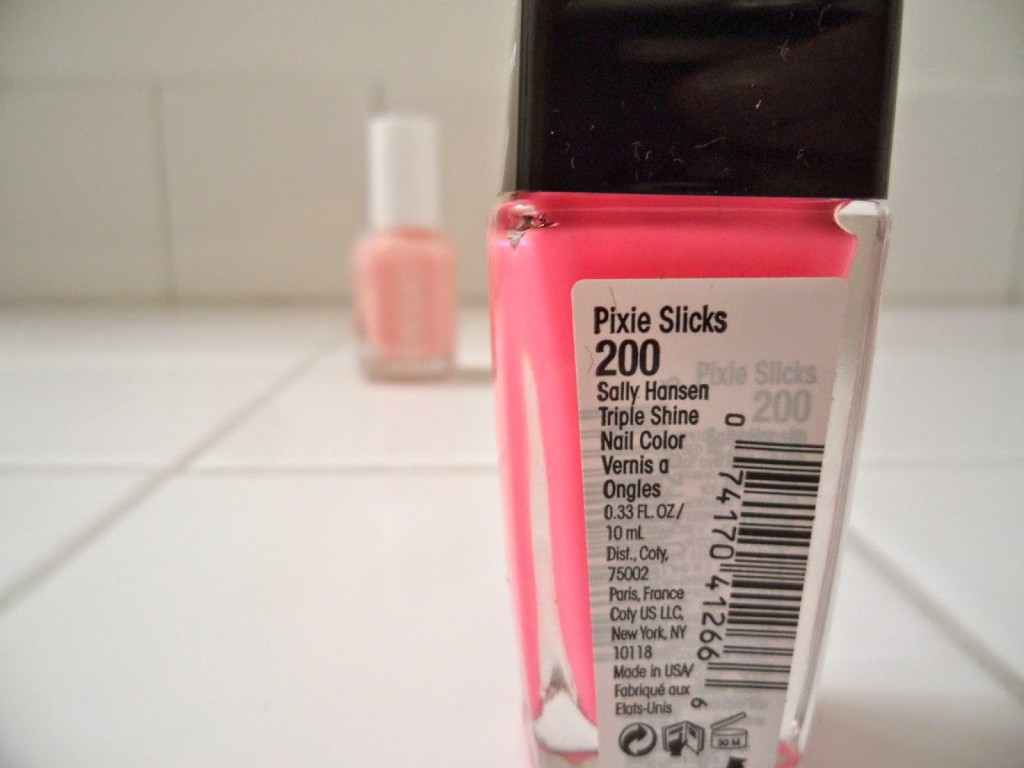 Pixie Slicks
200
Sally Hansen
Triple Shine
Nail Color
Vernis a
Ongles
0.33 FL. OZ/
10 mL
Dist., Coty,
75002
Paris, France
Coty US LLC,
New York, NY
10118
Made in USA/
Fabriqué aux
Etats-Unis
0 74170 41266 6
30 M
Pixie Slicks
200